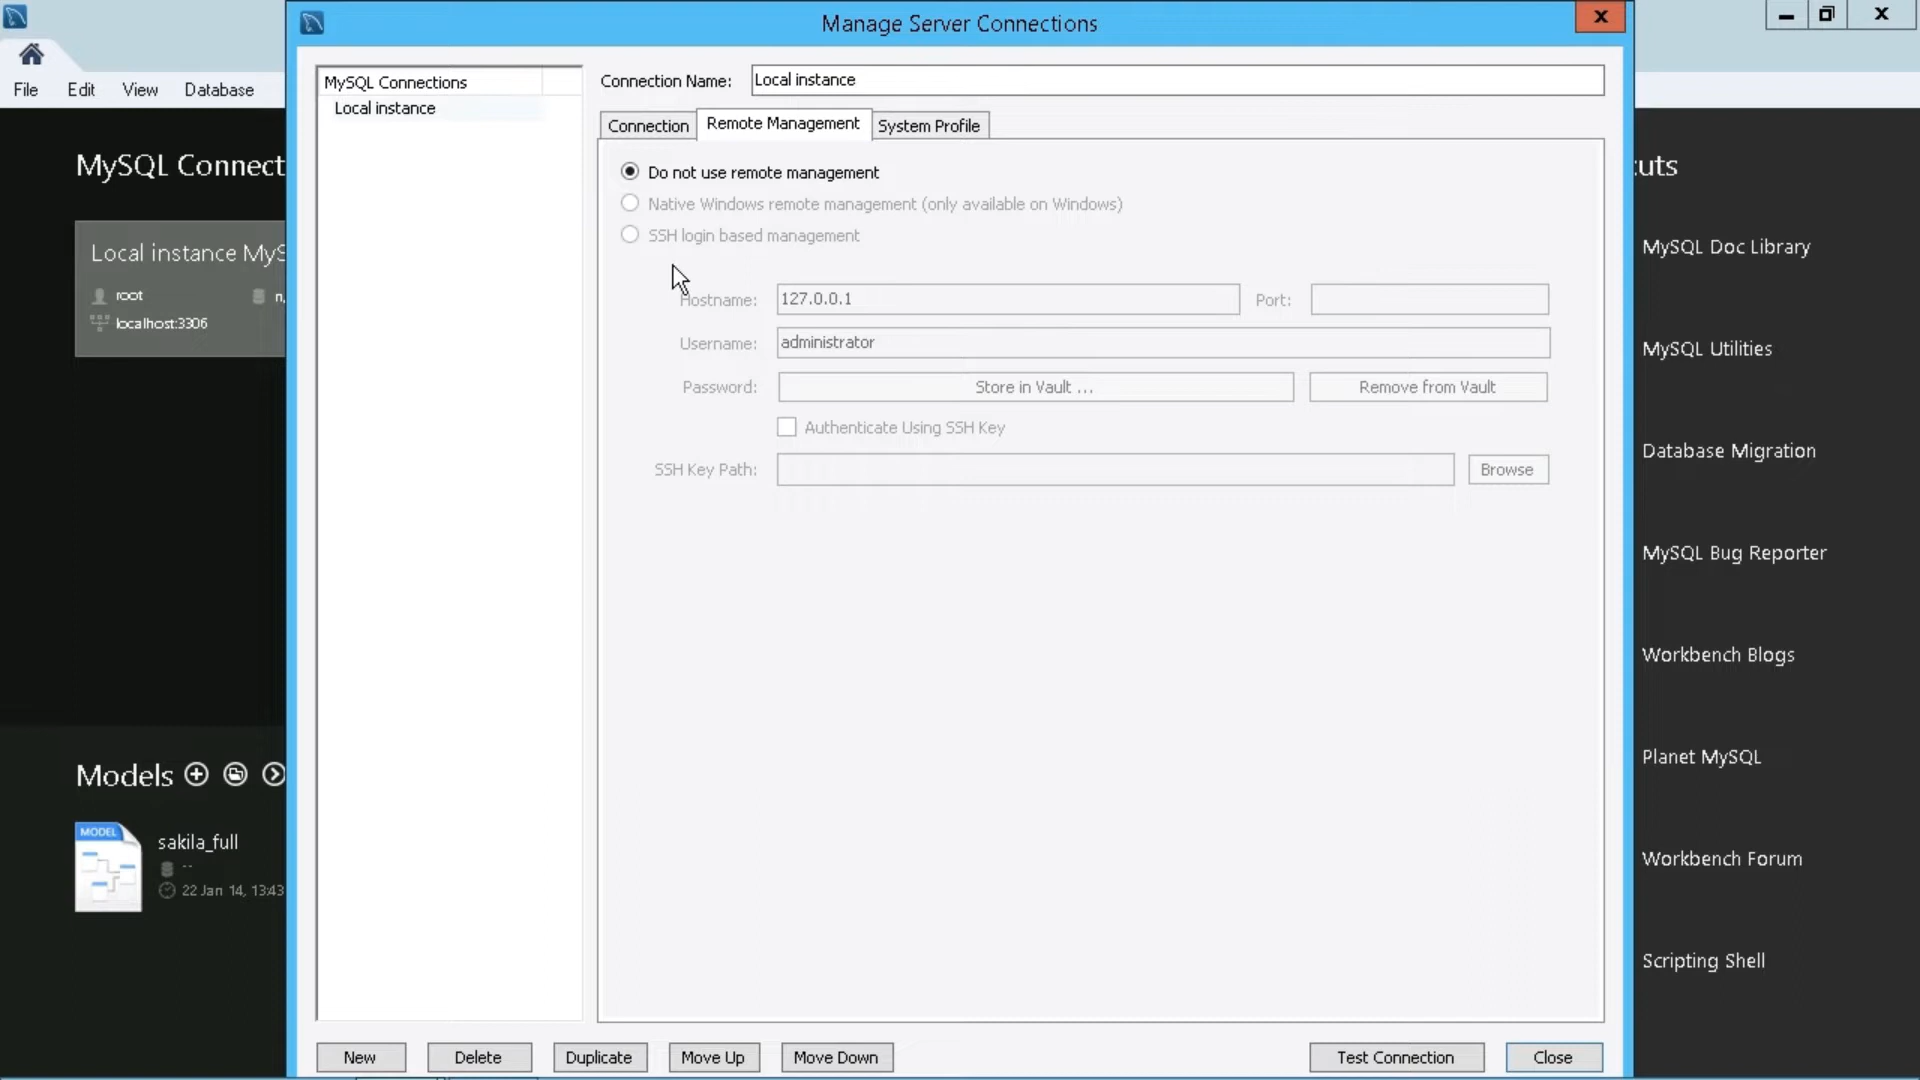 Manage Server Connections
File Edit View Database
MySQL Connect
Local instance MyS
root
n,
localhost:3306
Models
MODEL
sakila_full
--
22 Jan 14, 13:43
MySQL Connections
Local instance
Connection Name: Local instance
Connection Remote Management System Profile
Do not use remote management
Native Windows remote management (only available on Windows)
SSH login based management
Hostname: 127.0.0.1 Port:
Username: administrator
Password: Store in Vault ... Remove from Vault
Authenticate Using SSH Key
SSH Key Path: Browse
New Delete Duplicate Move Up Move Down Test Connection Close
cuts
MySQL Doc Library
MySQL Utilities
Database Migration
MySQL Bug Reporter
Workbench Blogs
Planet MySQL
Workbench Forum
Scripting Shell